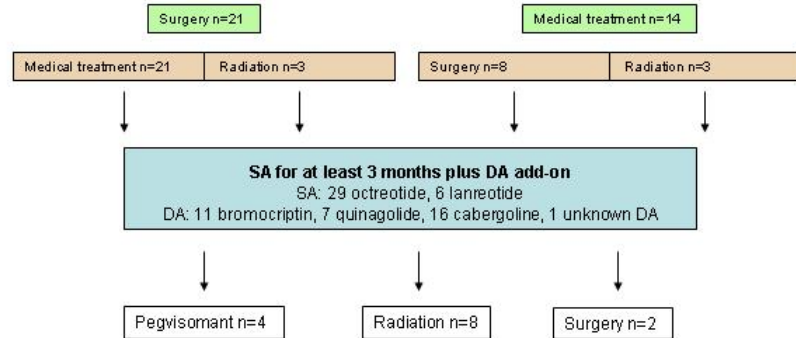 Surgery n=21
Medical treatment n=14
Medical treatment n=21
Radiation n=3
Surgery n=8
Radiation n=3
SA for at least 3 months plus DA add-on
SA: 29 octreotide, 6 lanreotide
DA: 11 bromocriptin, 7 quinagolide, 16 cabergoline, 1 unknown DA
Pegvisomant n=4
Radiation n=8
Surgery n=2